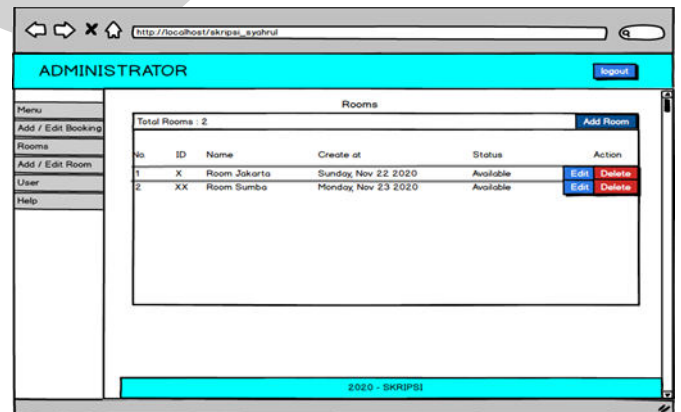 http://localhost/skripsi_syahrul
ADMINISTRATOR
logout
Menu
Add / Edit Booking
Rooms
Add / Edit Room
User
Help
Rooms
Total Rooms : 2
Add Room
No. ID Name Create at Status Action
1 X Room Jakarta Sunday, Nov 22 2020 Available Edit Delete
2 XX Room Sumba Monday, Nov 23 2020 Available Edit Delete
2020 - SKRIPSI